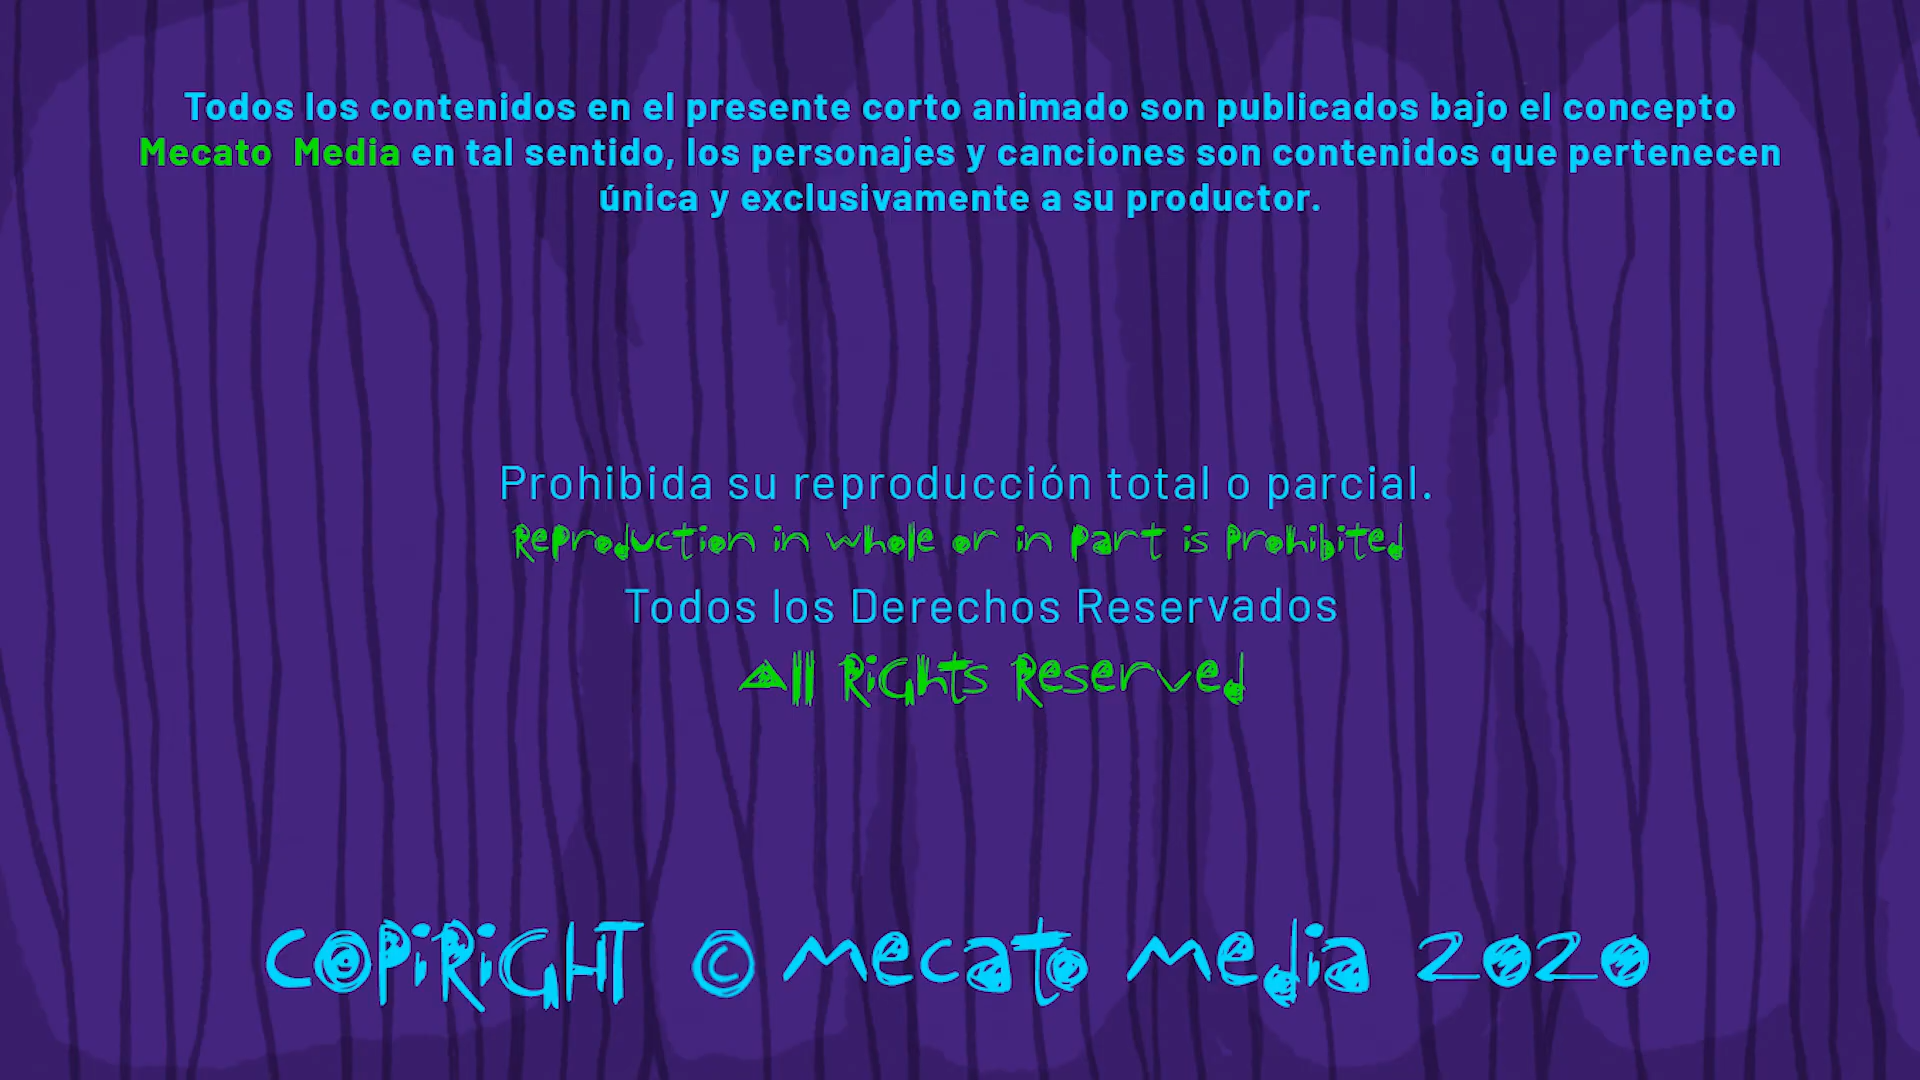 Todos los contenidos en el presente corto animado son publicados bajo el concepto
Mecato Media en tal sentido, los personajes y canciones son contenidos que pertenecen
única y exclusivamente a su productor.
Prohibida su reproducción total o parcial.
Reproduction in whole or in part is Prohibited
Todos los Derechos Reservados
All Rights Reserved
COPiRiGHT © Mecato Media 2020